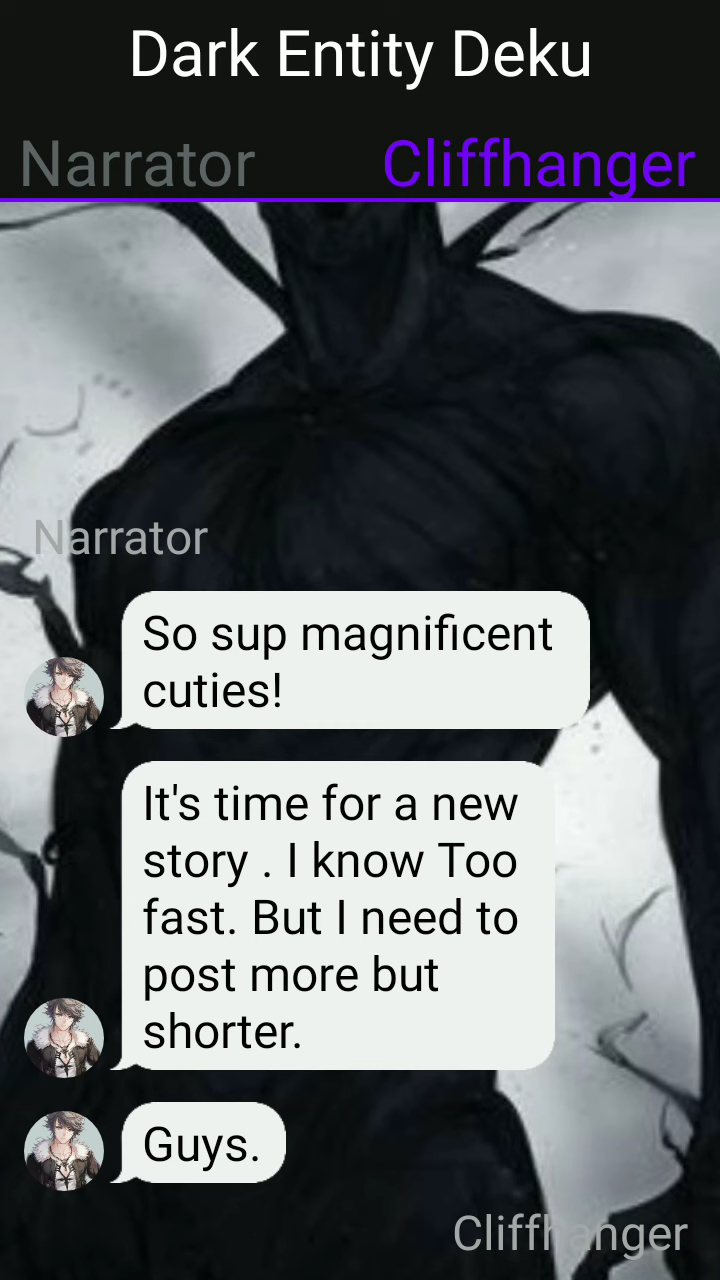 Dark Entity Deku
Narrator
Cliffhanger
Narrator
So sup magnificent
cuties!
It's time for a new
story . I know Too
fast. But I need to
post more but
shorter.
Guys.
Cliffhanger